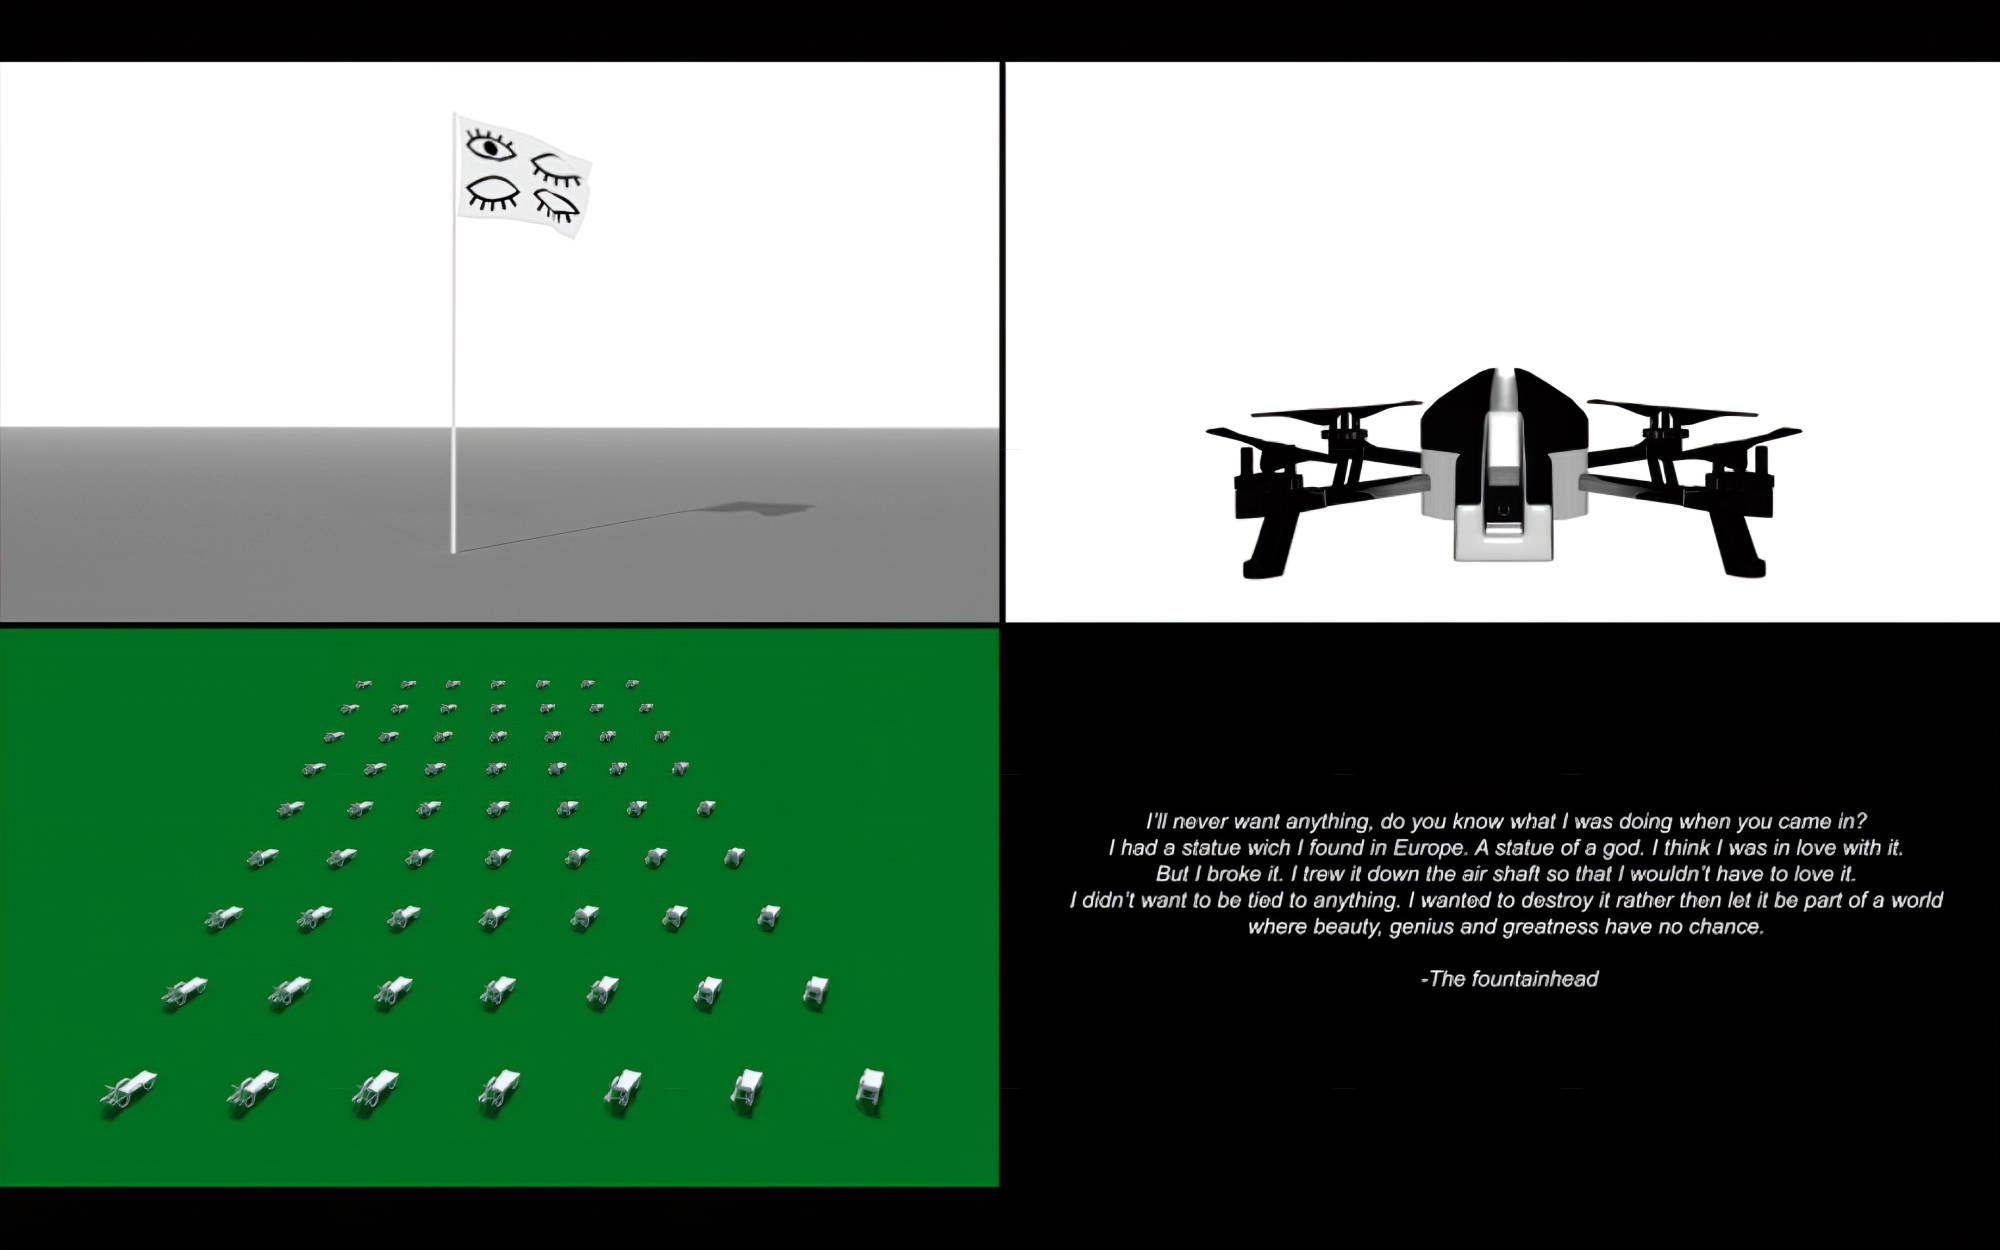 I'll never want anything, do you know what I was doing when you came in?
I had a statue wich I found in Europe. A statue of a god. I think I was in love with it.
But I broke it. I trew it down the air shaft so that I wouldn't have to love it.
I didn't want to be tied to anything. I wanted to destroy it rather then let it be part of a world
where beauty, genius and greatness have no chance.
-The fountainhead